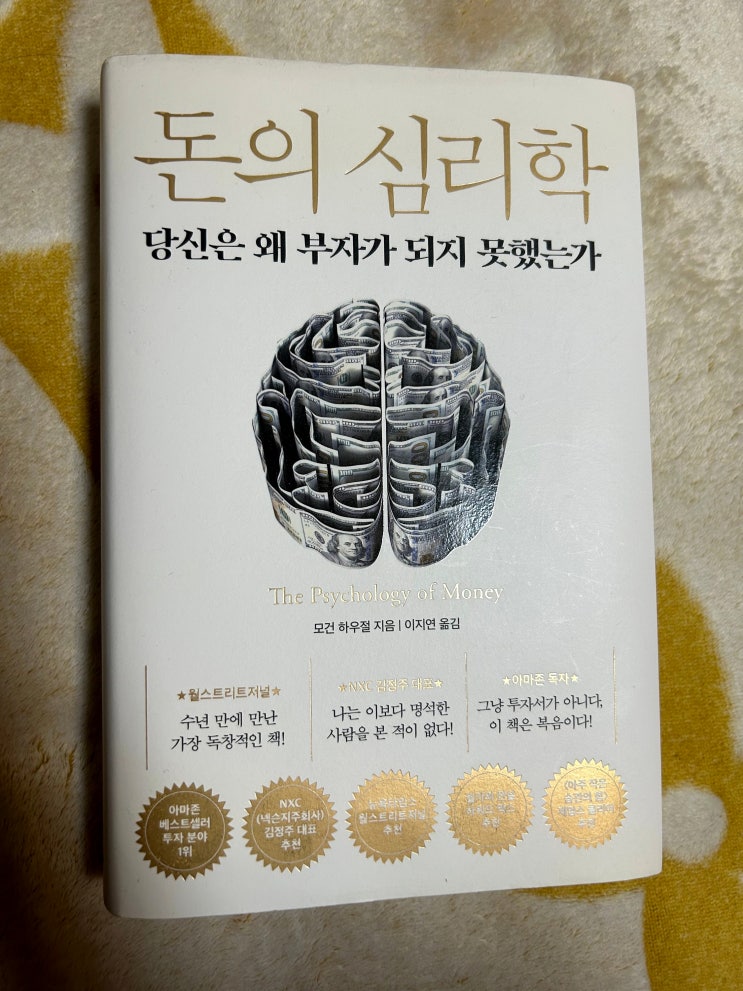 돈의 심리학
당신은 왜 부자가 되지 못했는가
The Psychology of Money
모건 하우절 지음 | 이지연 옮김
★월스트리트저널★
수년 만에 만난
가장 독창적인 책!
★NXC 김정주 대표★
나는 이보다 명석한
사람을 본 적이 없다!
★아마존 독자★
그냥 투자서가 아니다,
이 책은 복음이다!
아마존
베스트셀러
투자 분야
1위
NXC
(넥슨지주회사)
김정주 대표
추천
월스트리트저널
추천
추천